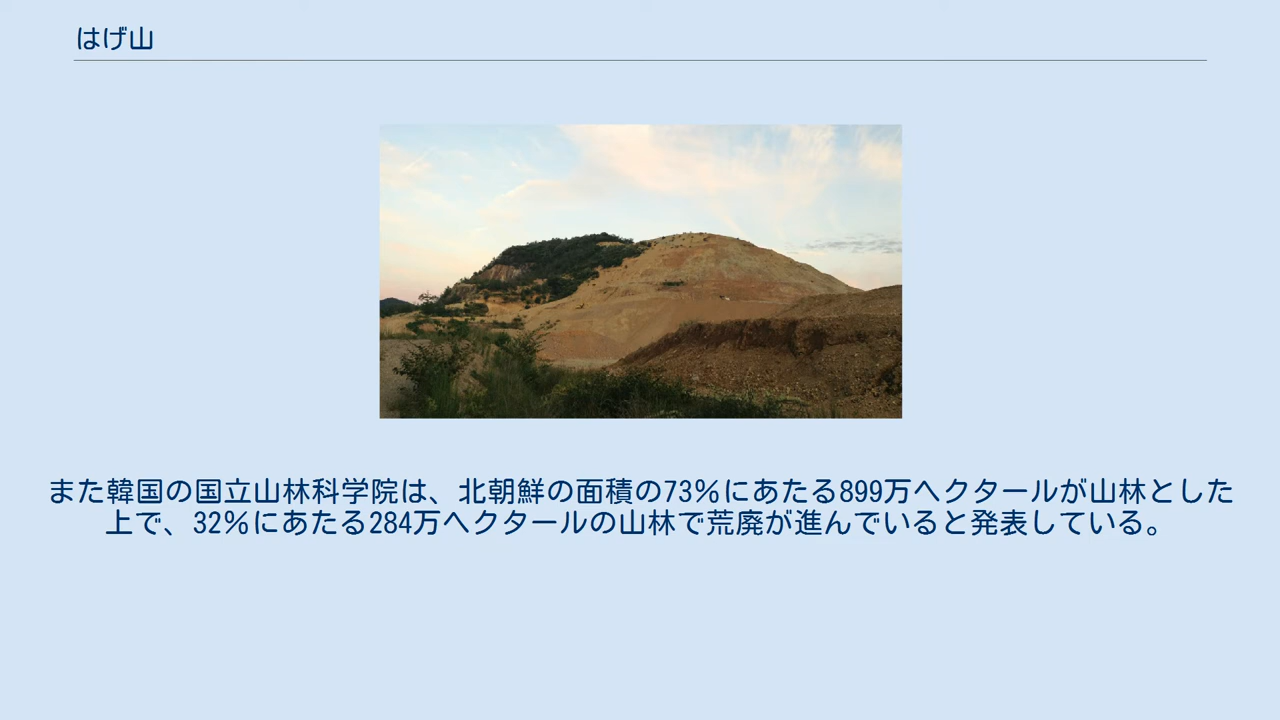 はげ山
また韓国の国立山林科学院は、北朝鮮の面積の73％にあたる899万ヘクタールが山林とした
上で、32％にあたる284万ヘクタールの山林で荒廃が進んでいると発表している。